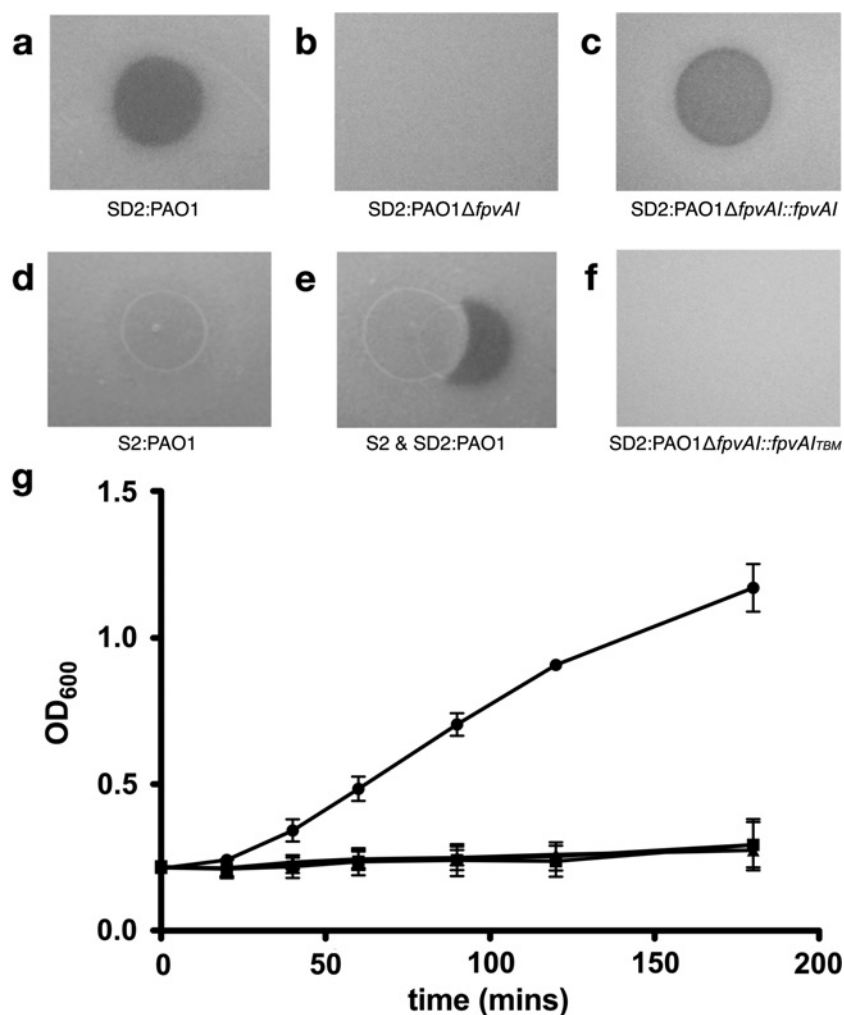 a
b
c
SD2:PAO1
SD2:PAO1ΔfpvAI
SD2:PAO1ΔfpvAI::fpvAI
d
e
f
S2:PAO1
S2 & SD2:PAO1
SD2:PAO1ΔfpvAI::fpvAITBM
g
1.5
1.0
0.5
0.0
OD600
0
50
100
150
200
time (mins)